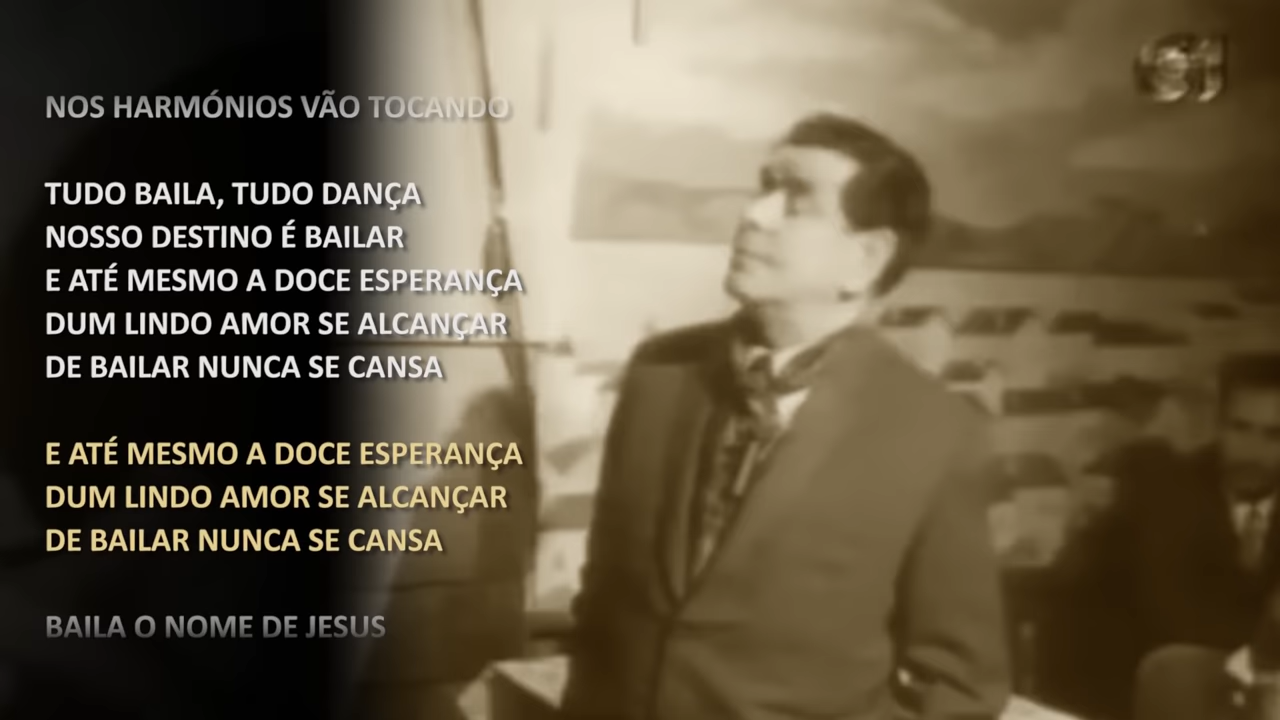 NOS HARMÓNIOS VÃO TOCANDO
TUDO BAILA, TUDO DANÇA
NOSSO DESTINO É BAILAR
E ATÉ MESMO A DOCE ESPERANÇA
DUM LINDO AMOR SE ALCANÇAR
DE BAILAR NUNCA SE CANSA
E ATÉ MESMO A DOCE ESPERANÇA
DUM LINDO AMOR SE ALCANÇAR
DE BAILAR NUNCA SE CANSA
BAILA O NOME DE JESUS